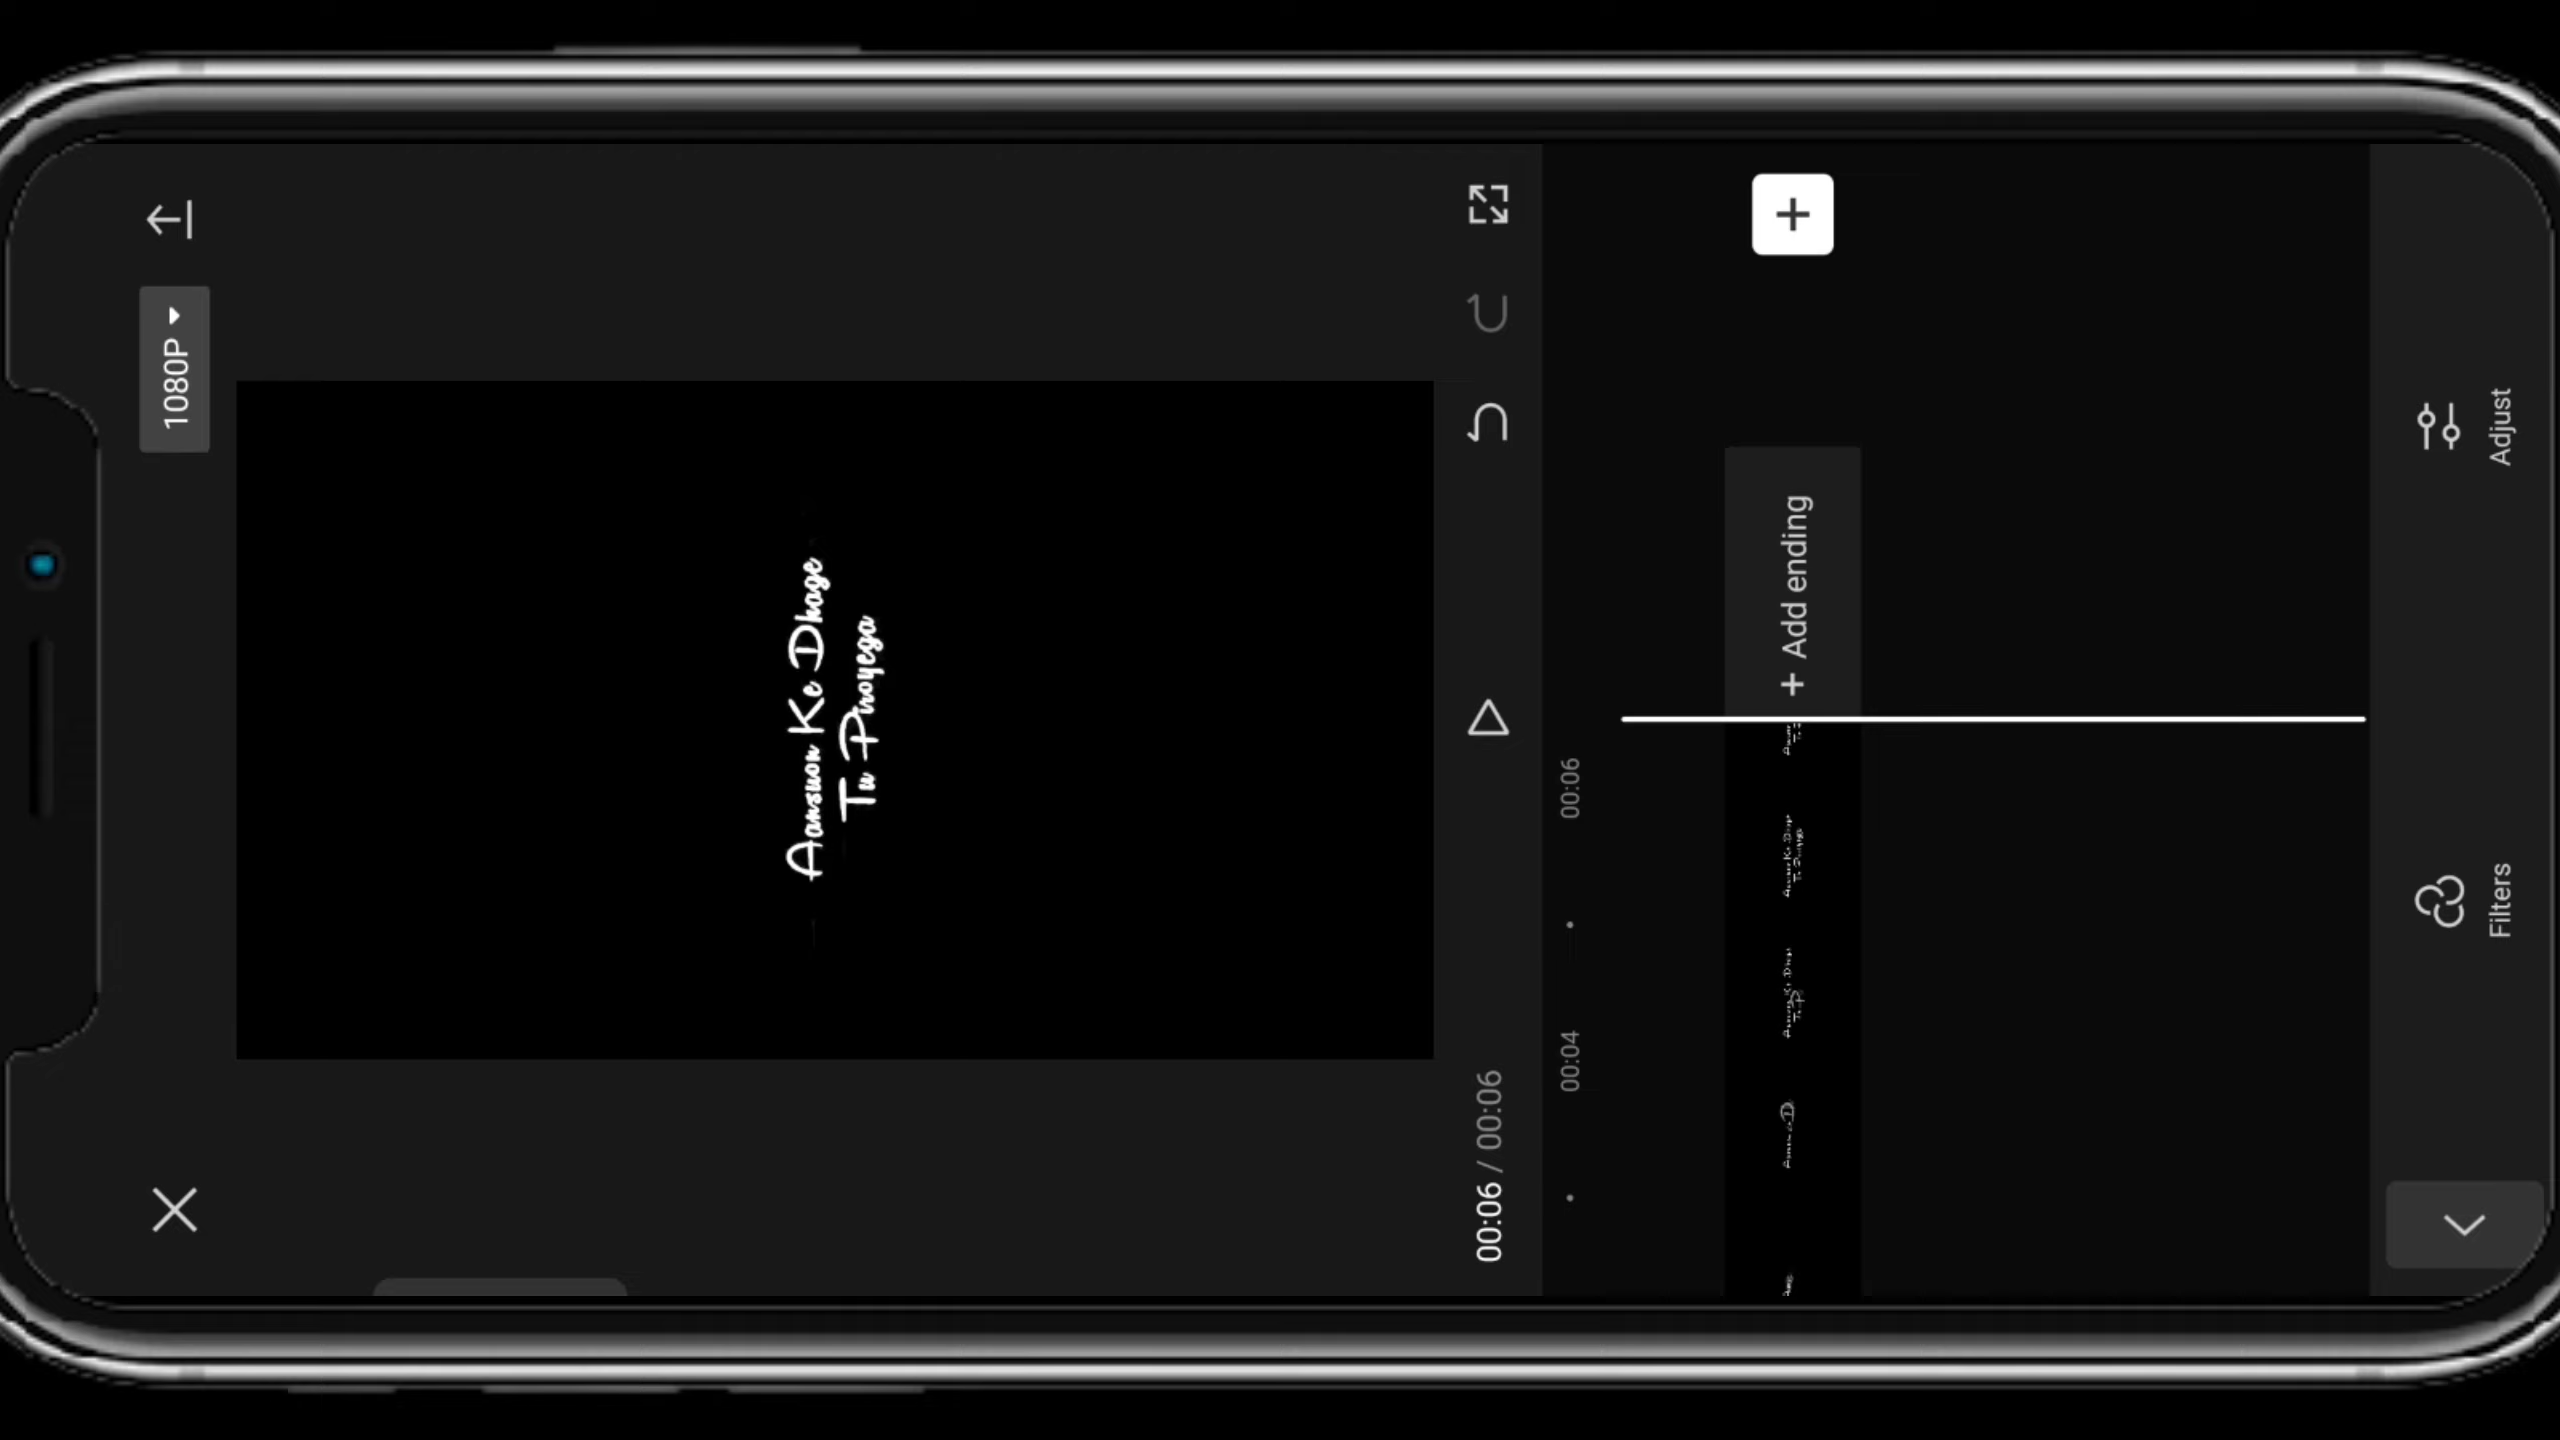 1080P
Aansuon Ke Dhage
Tu Piroyega
00:06 / 00:06
00:04
00:06
+ Add ending
Filters
Adjust